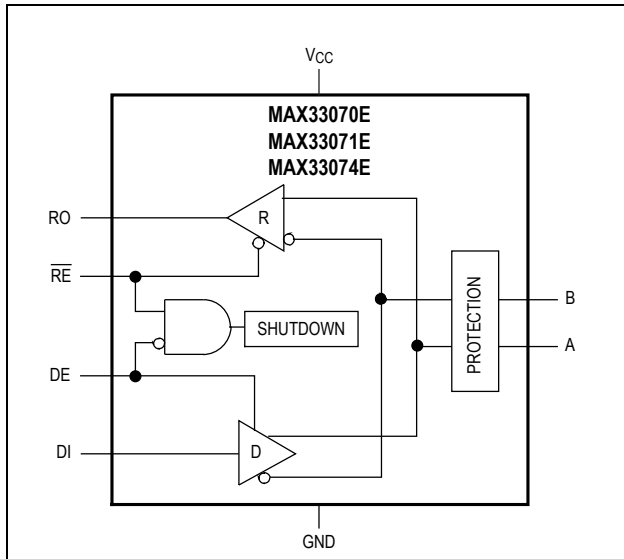 VCC
MAX33070E
MAX33071E
MAX33074E
RO
R
RE
SHUTDOWN
PROTECTION
B
A
DE
DI
D
GND